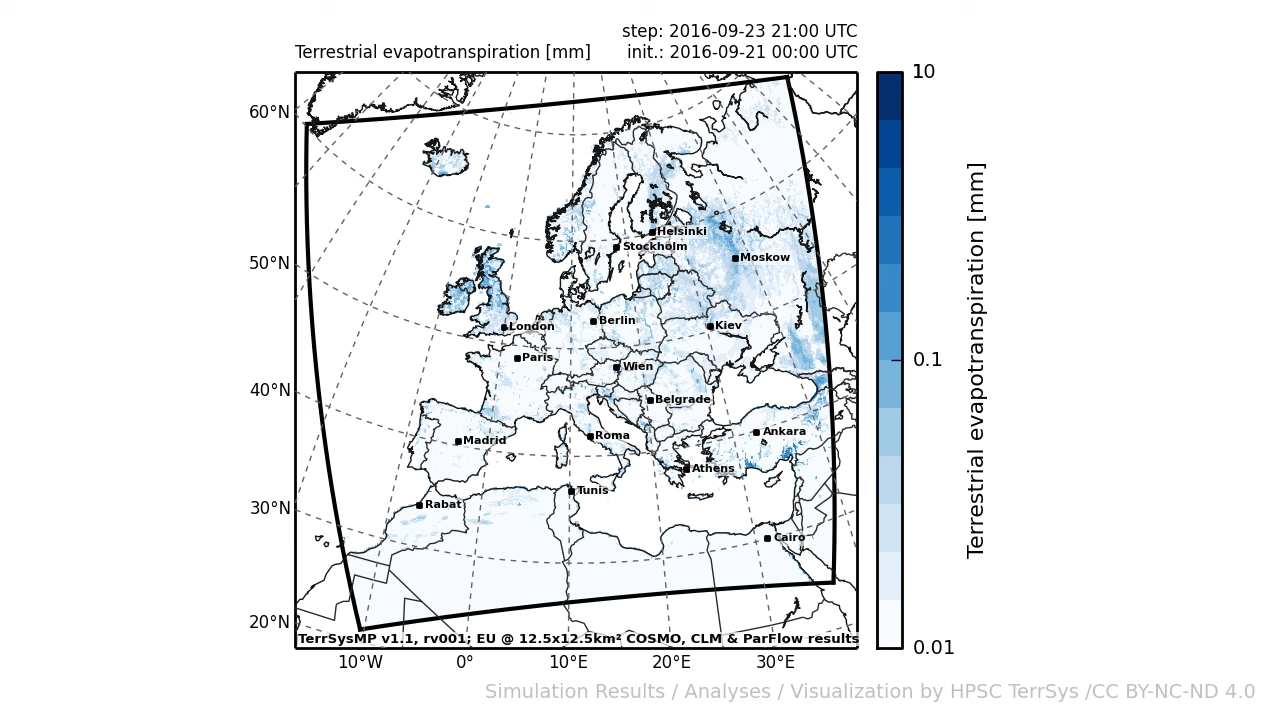 step: 2016-09-23 21:00 UTC
Terrestrial evapotranspiration [mm] init.: 2016-09-21 00:00 UTC
10
60°N
Helsinki
Stockholm
Moskow
50°N
London
Berlin
Kiev
Paris
0.1
Wien
40°N
Belgrade
Ankara
Madrid
Roma
Athens
Tunis
30°N
Rabat
Cairo
20°N
TerrSysMP v1.1, rv001; EU @ 12.5x12.5km² COSMO, CLM & ParFlow results
0.01
10°W 0° 10°E 20°E 30°E
Terrestrial evapotranspiration [mm]
Simulation Results / Analyses / Visualization by HPSC TerrSys /CC BY-NC-ND 4.0